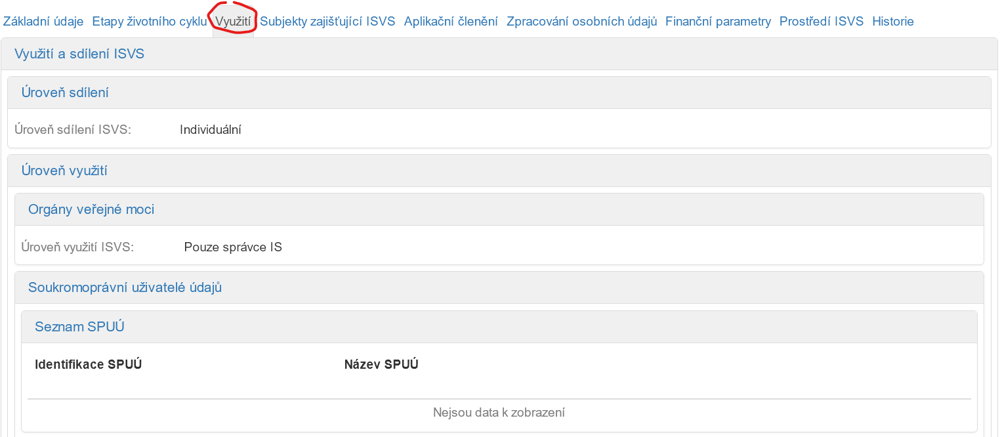 Základní údaje Etapy životního cyklu Využití Subjekty zajišťující ISVS Aplikační členění Zpracování osobních údajů Finanční parametry Prostředí ISVS Historie
Využití a sdílení ISVS
Úroveň sdílení
Úroveň sdílení ISVS: Individuální
Úroveň využití
Orgány veřejné moci
Úroveň využití ISVS: Pouze správce IS
Soukromoprávní uživatelé údajů
Seznam SPUÚ
Identifikace SPUÚ Název SPUÚ
Nejsou data k zobrazení